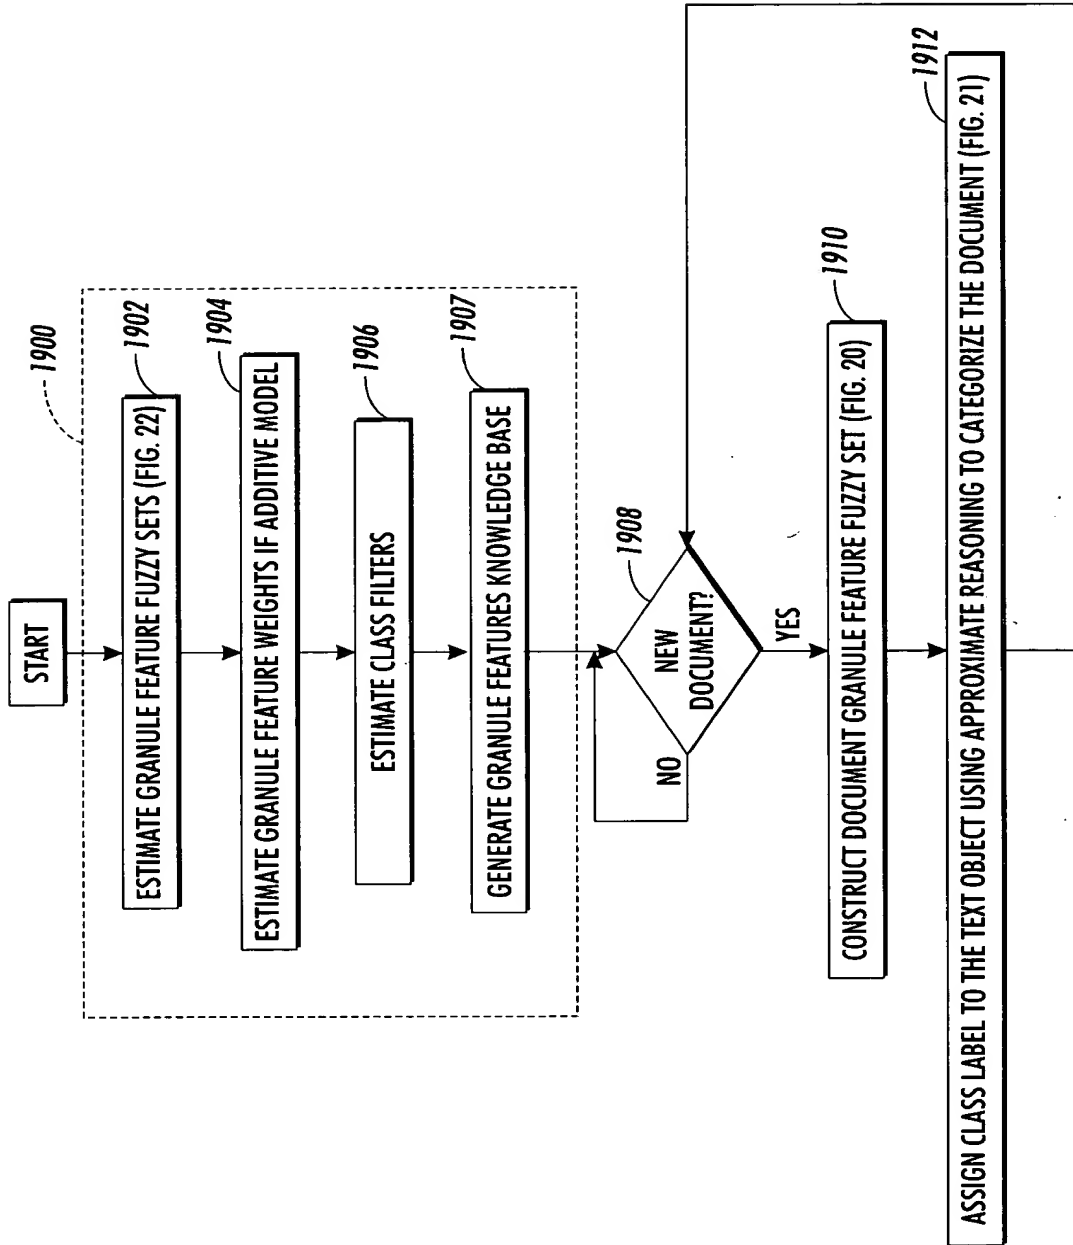 START
1900
ESTIMATE GRANULE FEATURE FUZZY SETS (FIG. 22)
1902
ESTIMATE GRANULE FEATURE WEIGHTS IF ADDITIVE MODEL
1904
ESTIMATE CLASS FILTERS
1906
GENERATE GRANULE FEATURES KNOWLEDGE BASE
1907
NEW
DOCUMENT?
1908
NO
YES
CONSTRUCT DOCUMENT GRANULE FEATURE FUZZY SET (FIG. 20)
1910
ASSIGN CLASS LABEL TO THE TEXT OBJECT USING APPROXIMATE REASONING TO CATEGORIZE THE DOCUMENT (FIG. 21)
1912